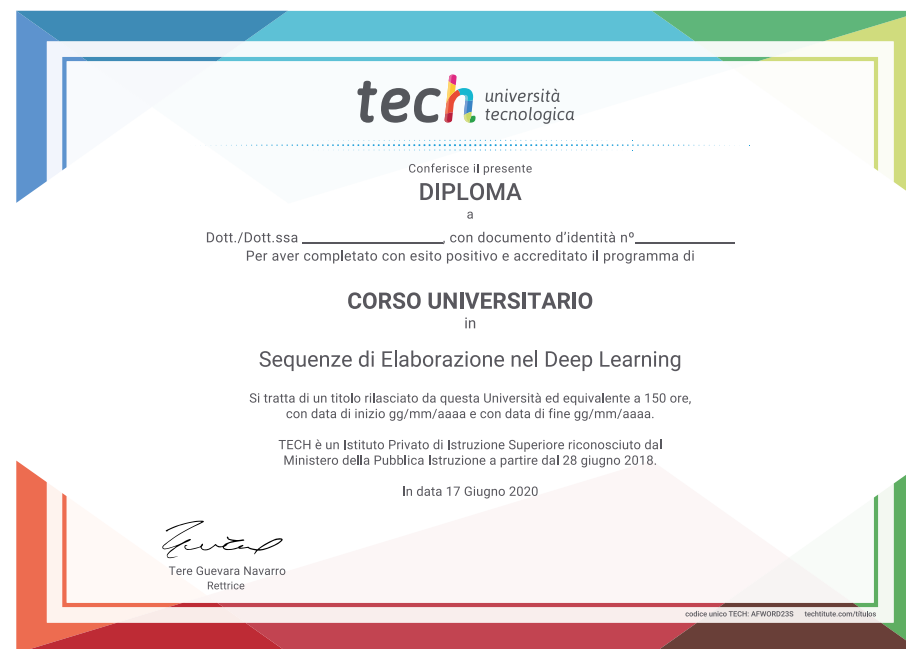 tech università
tecnologica
Conferisce il presente
DIPLOMA
a
Dott./Dott.ssa ____________________, con documento d'identità nº______________
Per aver completato con esito positivo e accreditato il programma di
CORSO UNIVERSITARIO
in
Sequenze di Elaborazione nel Deep Learning
Si tratta di un titolo rilasciato da questa Università ed equivalente a 150 ore,
con data di inizio gg/mm/aaaa e con data di fine gg/mm/aaaa.
TECH è un Istituto Privato di Istruzione Superiore riconosciuto dal
Ministero della Pubblica Istruzione a partire dal 28 giugno 2018.
In data 17 Giugno 2020
Tere Guevara Navarro
Rettrice
codice unico TECH: AFWORD23S techtitute.com/titulos